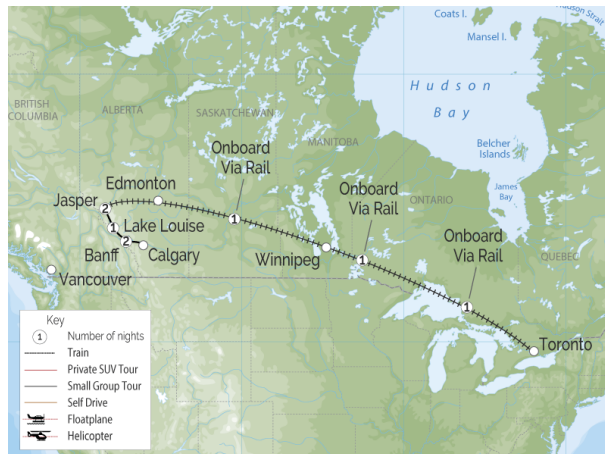 Coats I.
Hudson Strait
Mansel I.
Hudson
Bay
BRITISH
COLUMBIA
ALBERTA
SASKATCHEWAN
MANITOBA
Belcher
Islands
Onboard
Via Rail
James
Bay
Edmonton
Onboard
Via Rail
ONTARIO
Jasper
2
1
Lake Louise
1
Onboard
Via Rail
QUEBEC
2
Banff
Calgary
Winnipeg
1
Vancouver
1
Toronto
Key
1 Number of nights
Train
Private SUV Tour
Small Group Tour
Self Drive
Floatplane
Helicopter